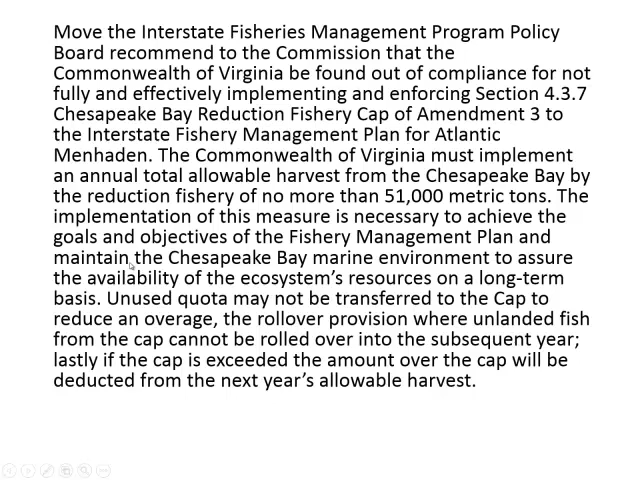 Move the Interstate Fisheries Management Program Policy
Board recommend to the Commission that the
Commonwealth of Virginia be found out of compliance for not
fully and effectively implementing and enforcing Section 4.3.7
Chesapeake Bay Reduction Fishery Cap of Amendment 3 to
the Interstate Fishery Management Plan for Atlantic
Menhaden. The Commonwealth of Virginia must implement
an annual total allowable harvest from the Chesapeake Bay by
the reduction fishery of no more than 51,000 metric tons. The
implementation of this measure is necessary to achieve the
goals and objectives of the Fishery Management Plan and
maintain the Chesapeake Bay marine environment to assure
the availability of the ecosystem’s resources on a long-term
basis. Unused quota may not be transferred to the Cap to
reduce an overage, the rollover provision where unlanded fish
from the cap cannot be rolled over into the subsequent year;
lastly if the cap is exceeded the amount over the cap will be
deducted from the next year’s allowable harvest.